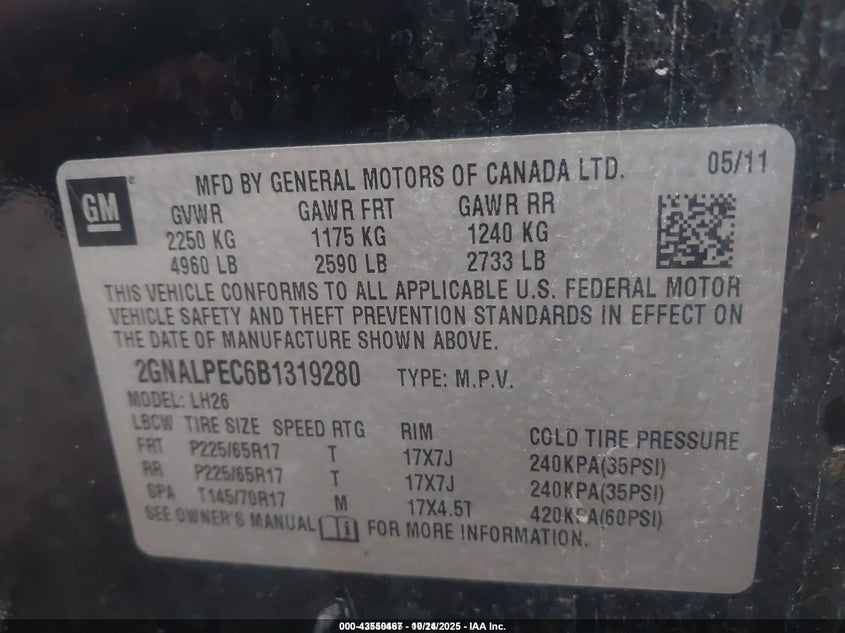 MFD BY GENERAL MOTORS OF CANADA LTD. 05/11
GM
GVWR GAWR FRT GAWR RR
2250 KG 1175 KG 1240 KG
4960 LB 2590 LB 2733 LB
THIS VEHICLE CONFORMS TO ALL APPLICABLE U.S. FEDERAL MOTOR
VEHICLE SAFETY AND THEFT PREVENTION STANDARDS IN EFFECT ON
THE DATE OF MANUFACTURE SHOWN ABOVE.
2GNALPEC6B1319280 TYPE: M.P.V.
MODEL: LH26
LBCW TIRE SIZE SPEED RTG RIM COLD TIRE PRESSURE
FRT P225/65R17 T 17X7J 240KPA(35PSI)
RR P225/65R17 T 17X7J 240KPA(35PSI)
SPA T145/70R17 M 17X4.5T 420KPA(60PSI)
SEE OWNER'S MANUAL FOR MORE INFORMATION.
2025 - IAA Inc.